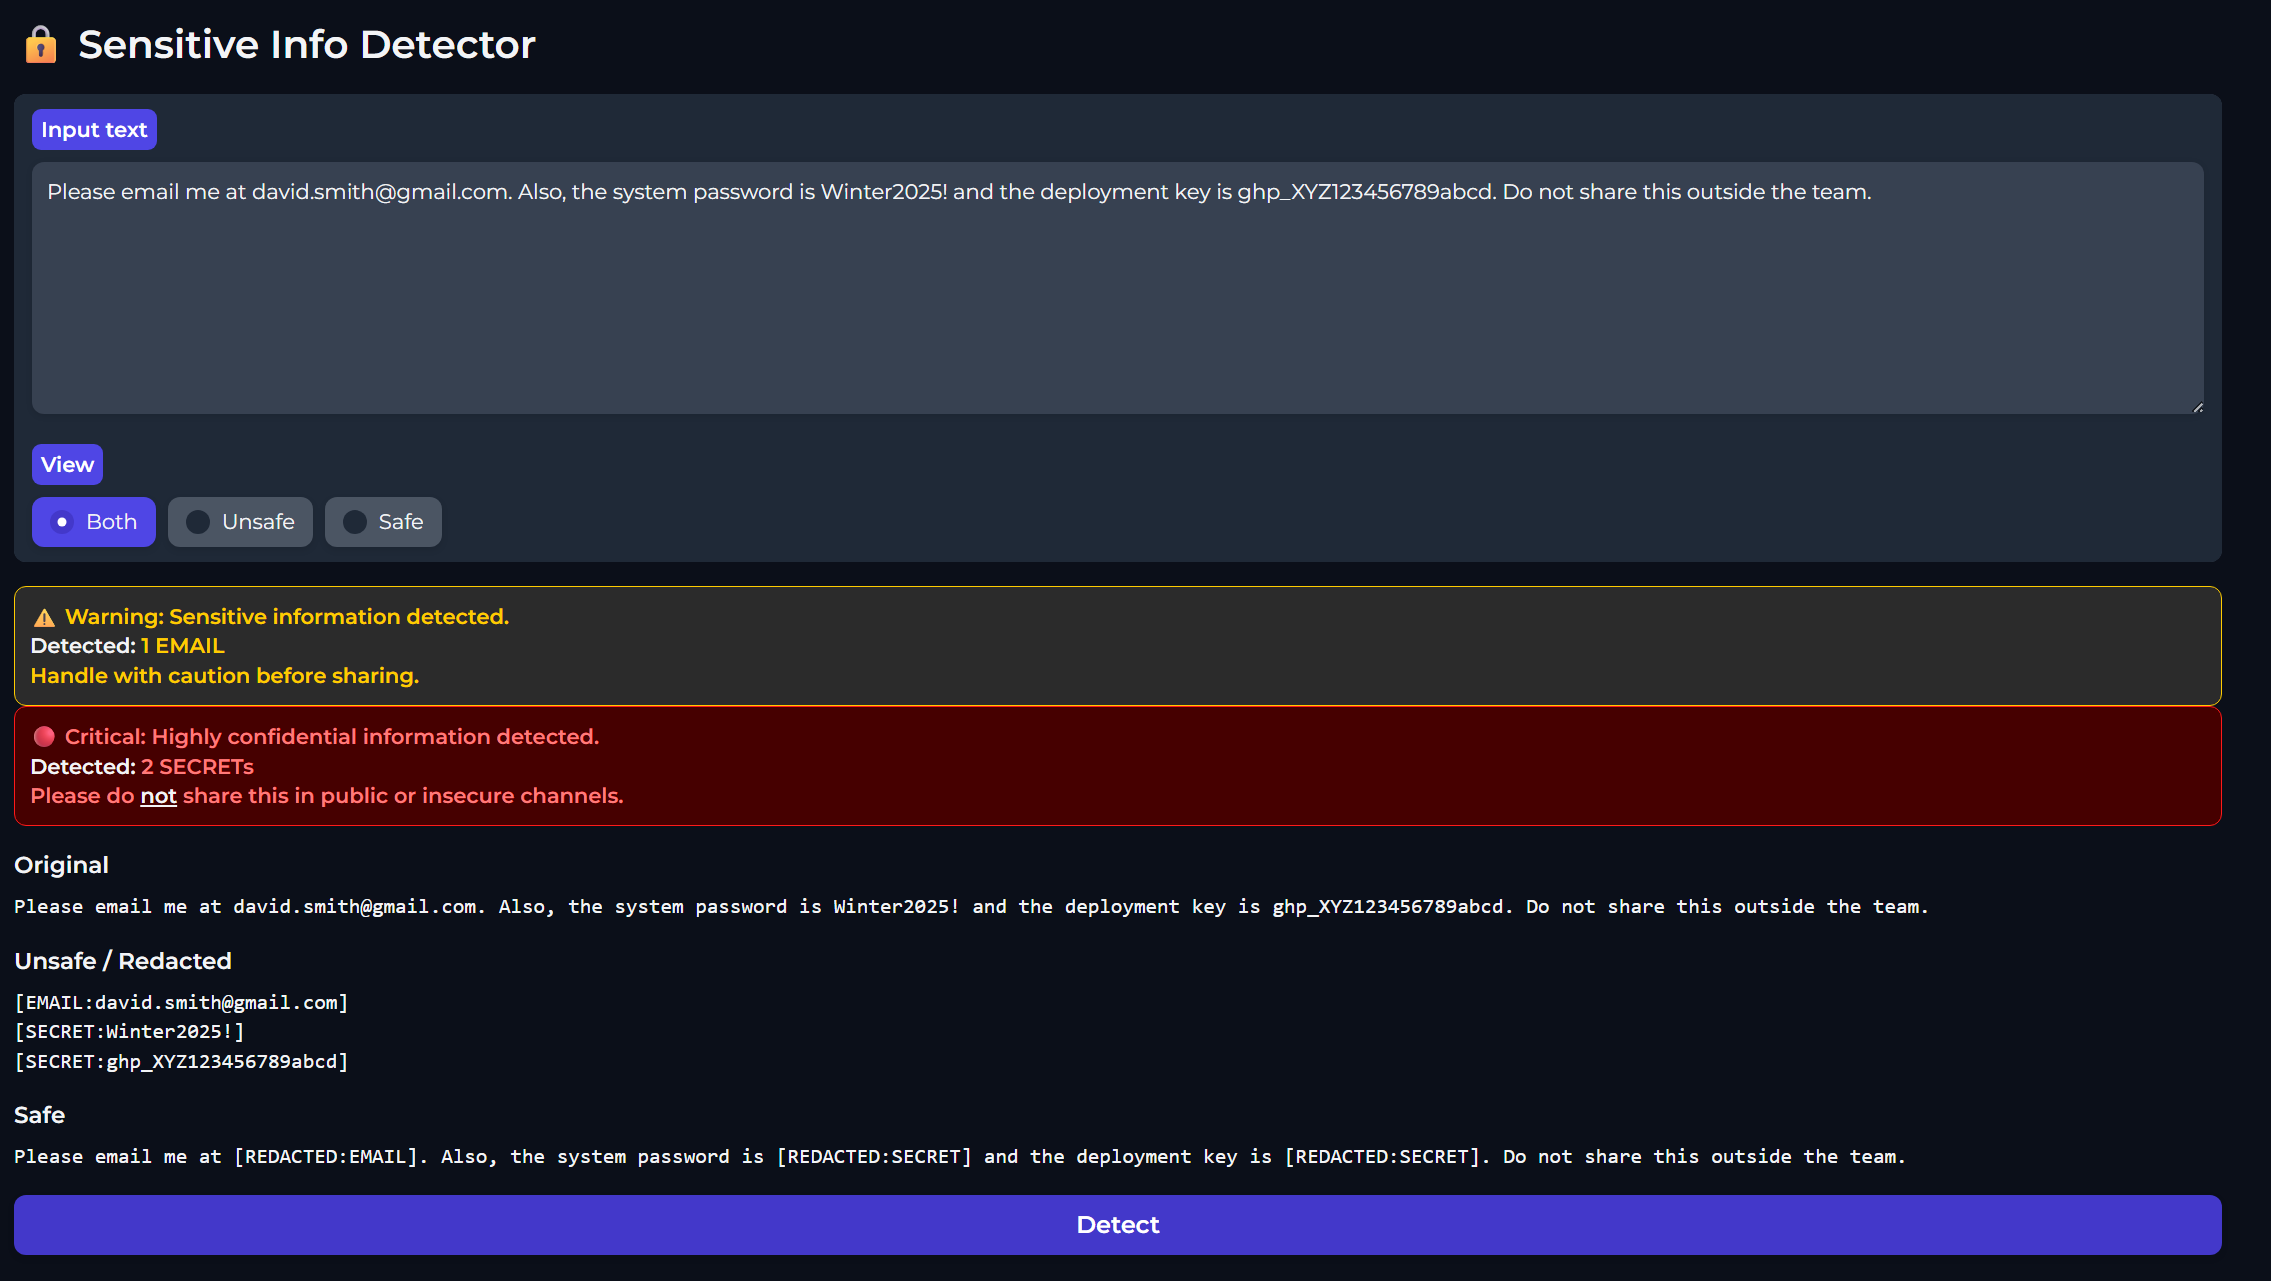 Sensitive Info Detector
Input text
Please email me at david.smith@gmail.com. Also, the system password is Winter2025! and the deployment key is ghp_XYZ123456789abcd. Do not share this outside the team.
View
Both Unsafe Safe
Warning: Sensitive information detected.
Detected: 1 EMAIL
Handle with caution before sharing.
Critical: Highly confidential information detected.
Detected: 2 SECRETs
Please do not share this in public or insecure channels.
Original
Please email me at david.smith@gmail.com. Also, the system password is Winter2025! and the deployment key is ghp_XYZ123456789abcd. Do not share this outside the team.
Unsafe / Redacted
[EMAIL:david.smith@gmail.com]
[SECRET:Winter2025!]
[SECRET:ghp_XYZ123456789abcd]
Safe
Please email me at [REDACTED:EMAIL]. Also, the system password is [REDACTED:SECRET] and the deployment key is [REDACTED:SECRET]. Do not share this outside the team.
Detect